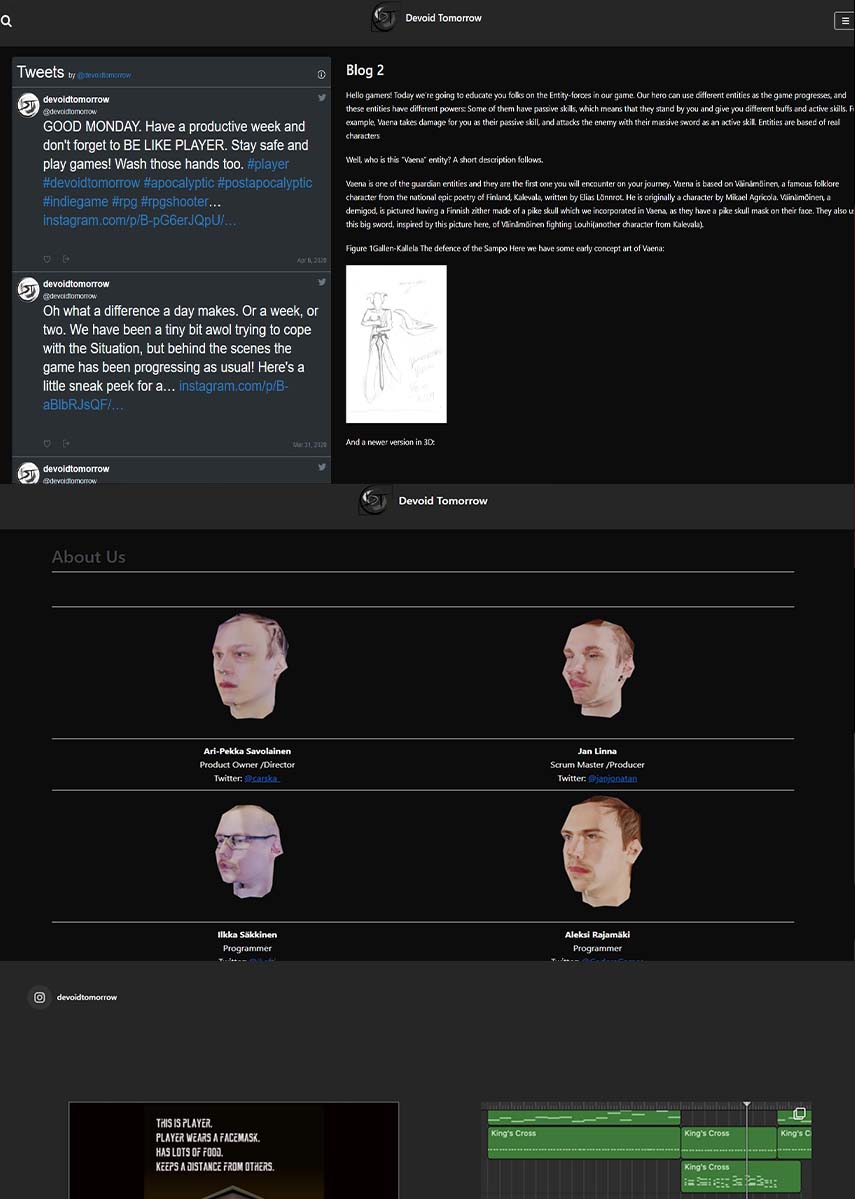 Devoid Tomorrow
Tweets by @devoidtomorrow
devoidtomorrow
@devoidtomorrow
GOOD MONDAY. Have a productive week and
don't forget to BE LIKE PLAYER. Stay safe and
play games! Wash those hands too. #player
#devoidtomorrow #apocalyptic #postapocalyptic
#indiegame #rpg #rpgshooter…
instagram.com/p/B-pG6erJQpU/…
Apr 6, 2020
devoidtomorrow
@devoidtomorrow
Oh what a difference a day makes. Or a week, or
two. We have been a tiny bit awol trying to cope
with the Situation, but behind the scenes the
game has been progressing as usual! Here's a
little sneak peek for a… instagram.com/p/B-
aBlbRJsQF/…
Mar 31, 2020
devoidtomorrow
@devoidtomorrow
Blog 2
Hello gamers! Today we're going to educate you folks on the Entity-forces in our game. Our hero can use different entities as the game progresses, and
these entities have different powers: Some of them have passive skills, which means that they stand by you and give you different buffs and active skills. F
example, Vaena takes damage for you as their passive skill, and attacks the enemy with their massive sword as an active skill. Entities are based of real
characters
Well, who is this "Vaena" entity? A short description follows.
Vaena is one of the guardian entities and they are the first one you will encounter on your journey. Vaena is based on Väinämöinen, a famous folklore
character from the national epic poetry of Finland, Kalevala, written by Elias Lönnrot. He is originally a character by Mikael Agricola. Väinämöinen, a
demigod, is pictured having a Finnish zither made of a pike skull which we incorporated in Vaena, as they have a pike skull mask on their face. They also u
this big sword, inspired by this picture here, of Väinämöinen fighting Louhi(another character from Kalevala).
Figure 1Gallen-Kallela The defence of the Sampo Here we have some early concept art of Vaena:
And a newer version in 3D:
Devoid Tomorrow
About Us
Ari-Pekka Savolainen
Product Owner /Director
Twitter: @carska_
Jan Linna
Scrum Master /Producer
Twitter: @janjonatan
Ilkka Säkkinen
Programmer
Aleksi Rajamäki
Programmer
devoidtomorrow
THIS IS PLAYER.
PLAYER WEARS A FACEMASK.
HAS LOTS OF FOOD.
KEEPS A DISTANCE FROM OTHERS.
King's Cross
King's Cross
King's C
King's Cross